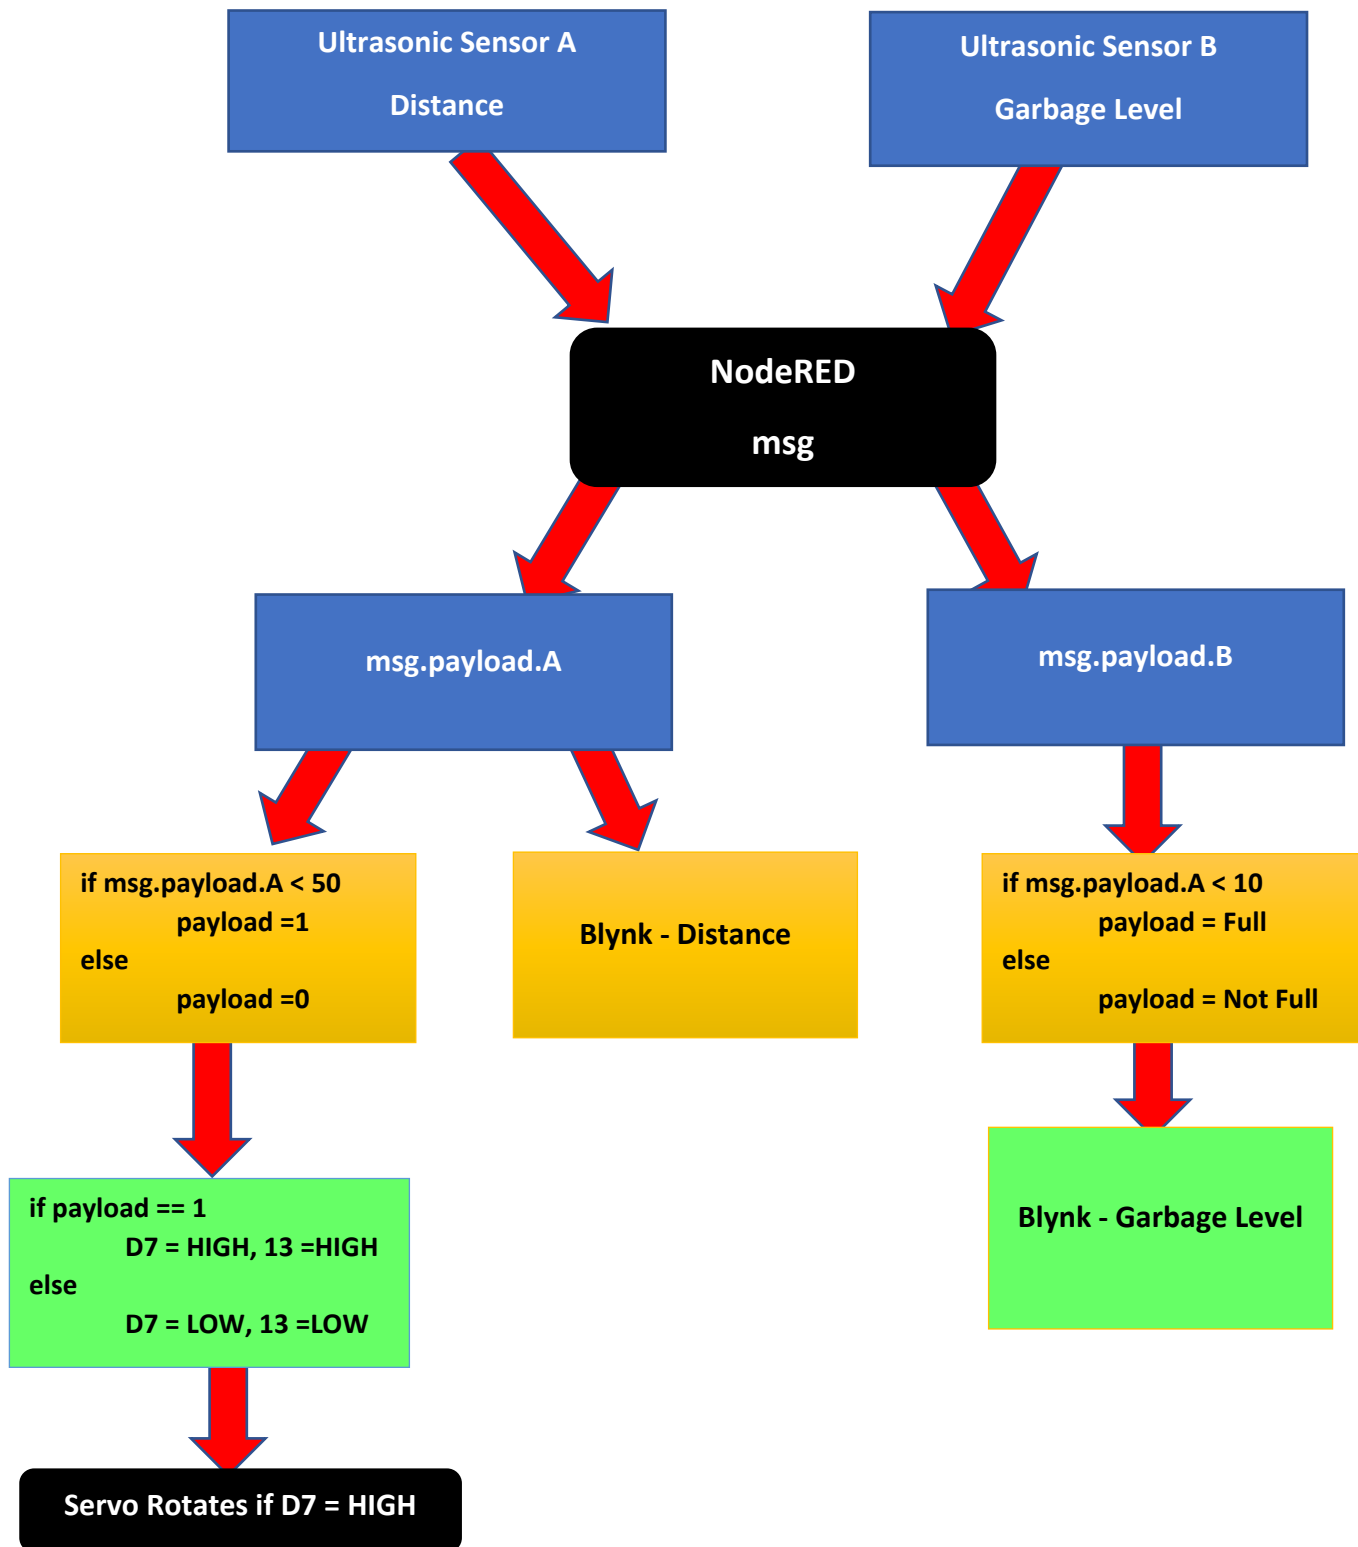 Ultrasonic Sensor A
Distance
Ultrasonic Sensor B
Garbage Level
NodeRED
msg
msg.payload.A
msg.payload.B
if msg.payload.A < 50
payload =1
else
payload =0
Blynk - Distance
if msg.payload.A < 10
payload = Full
else
payload = Not Full
if payload == 1
D7 = HIGH, 13 =HIGH
else
D7 = LOW, 13 =LOW
Blynk - Garbage Level
Servo Rotates if D7 = HIGH